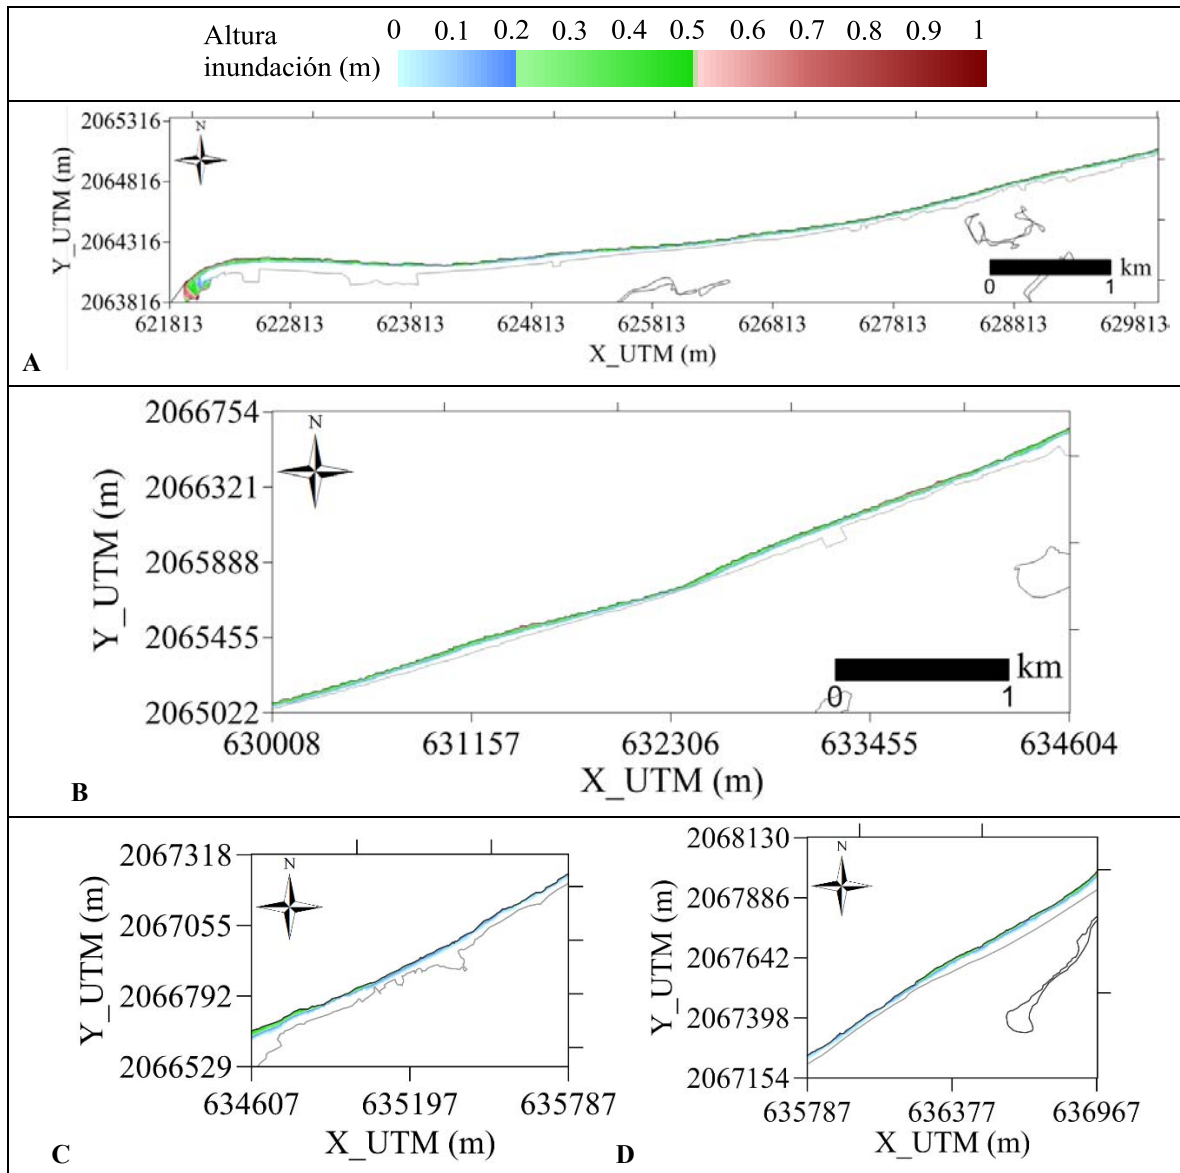 Altura inundación (m)
0 0.1 0.2 0.3 0.4 0.5 0.6 0.7 0.8 0.9 1
2065316
2064816
2064316
2063816
Y_UTM (m)
N
km
0 1
621813 622813 623813 624813 625813 626813 627813 628813 629813
X_UTM (m)
A
2066754
2066321
2065888
2065455
2065022
Y_UTM (m)
N
km
0 1
630008 631157 632306 633455 634604
X_UTM (m)
B
2067318
2067055
2066792
2066529
Y_UTM (m)
N
634607 635197 635787
X_UTM (m)
C
2068130
2067886
2067642
2067398
2067154
Y_UTM (m)
N
635787 636377 636967
X_UTM (m)
D